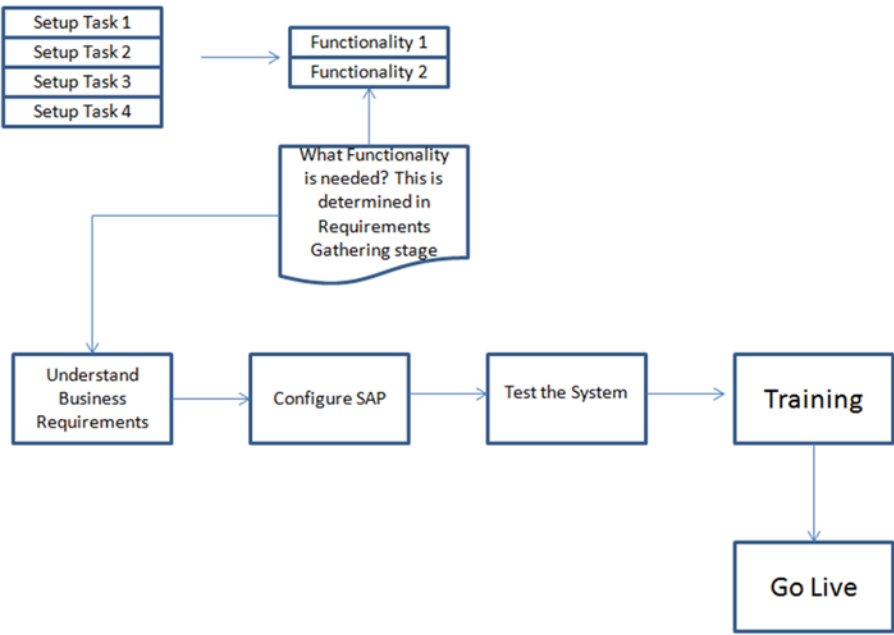 Setup Task 1
Setup Task 2
Setup Task 3
Setup Task 4
Functionality 1
Functionality 2
What Functionality
is needed? This is
determined in
Requirements
Gathering stage
Understand
Business
Requirements
Configure SAP
Test the System
Training
Go Live